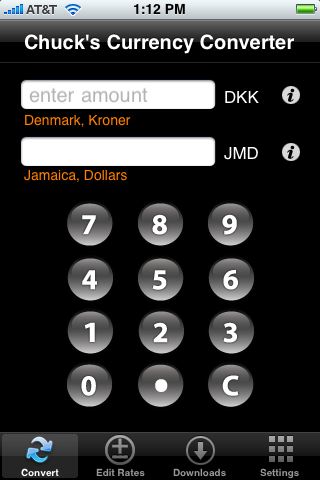 AT&T 1:12 PM
Chuck's Currency Converter
enter amount DKK
Denmark, Kroner
JMD
Jamaica, Dollars
7 8 9
4 5 6
1 2 3
0 • C
Convert Edit Rates Downloads Settings